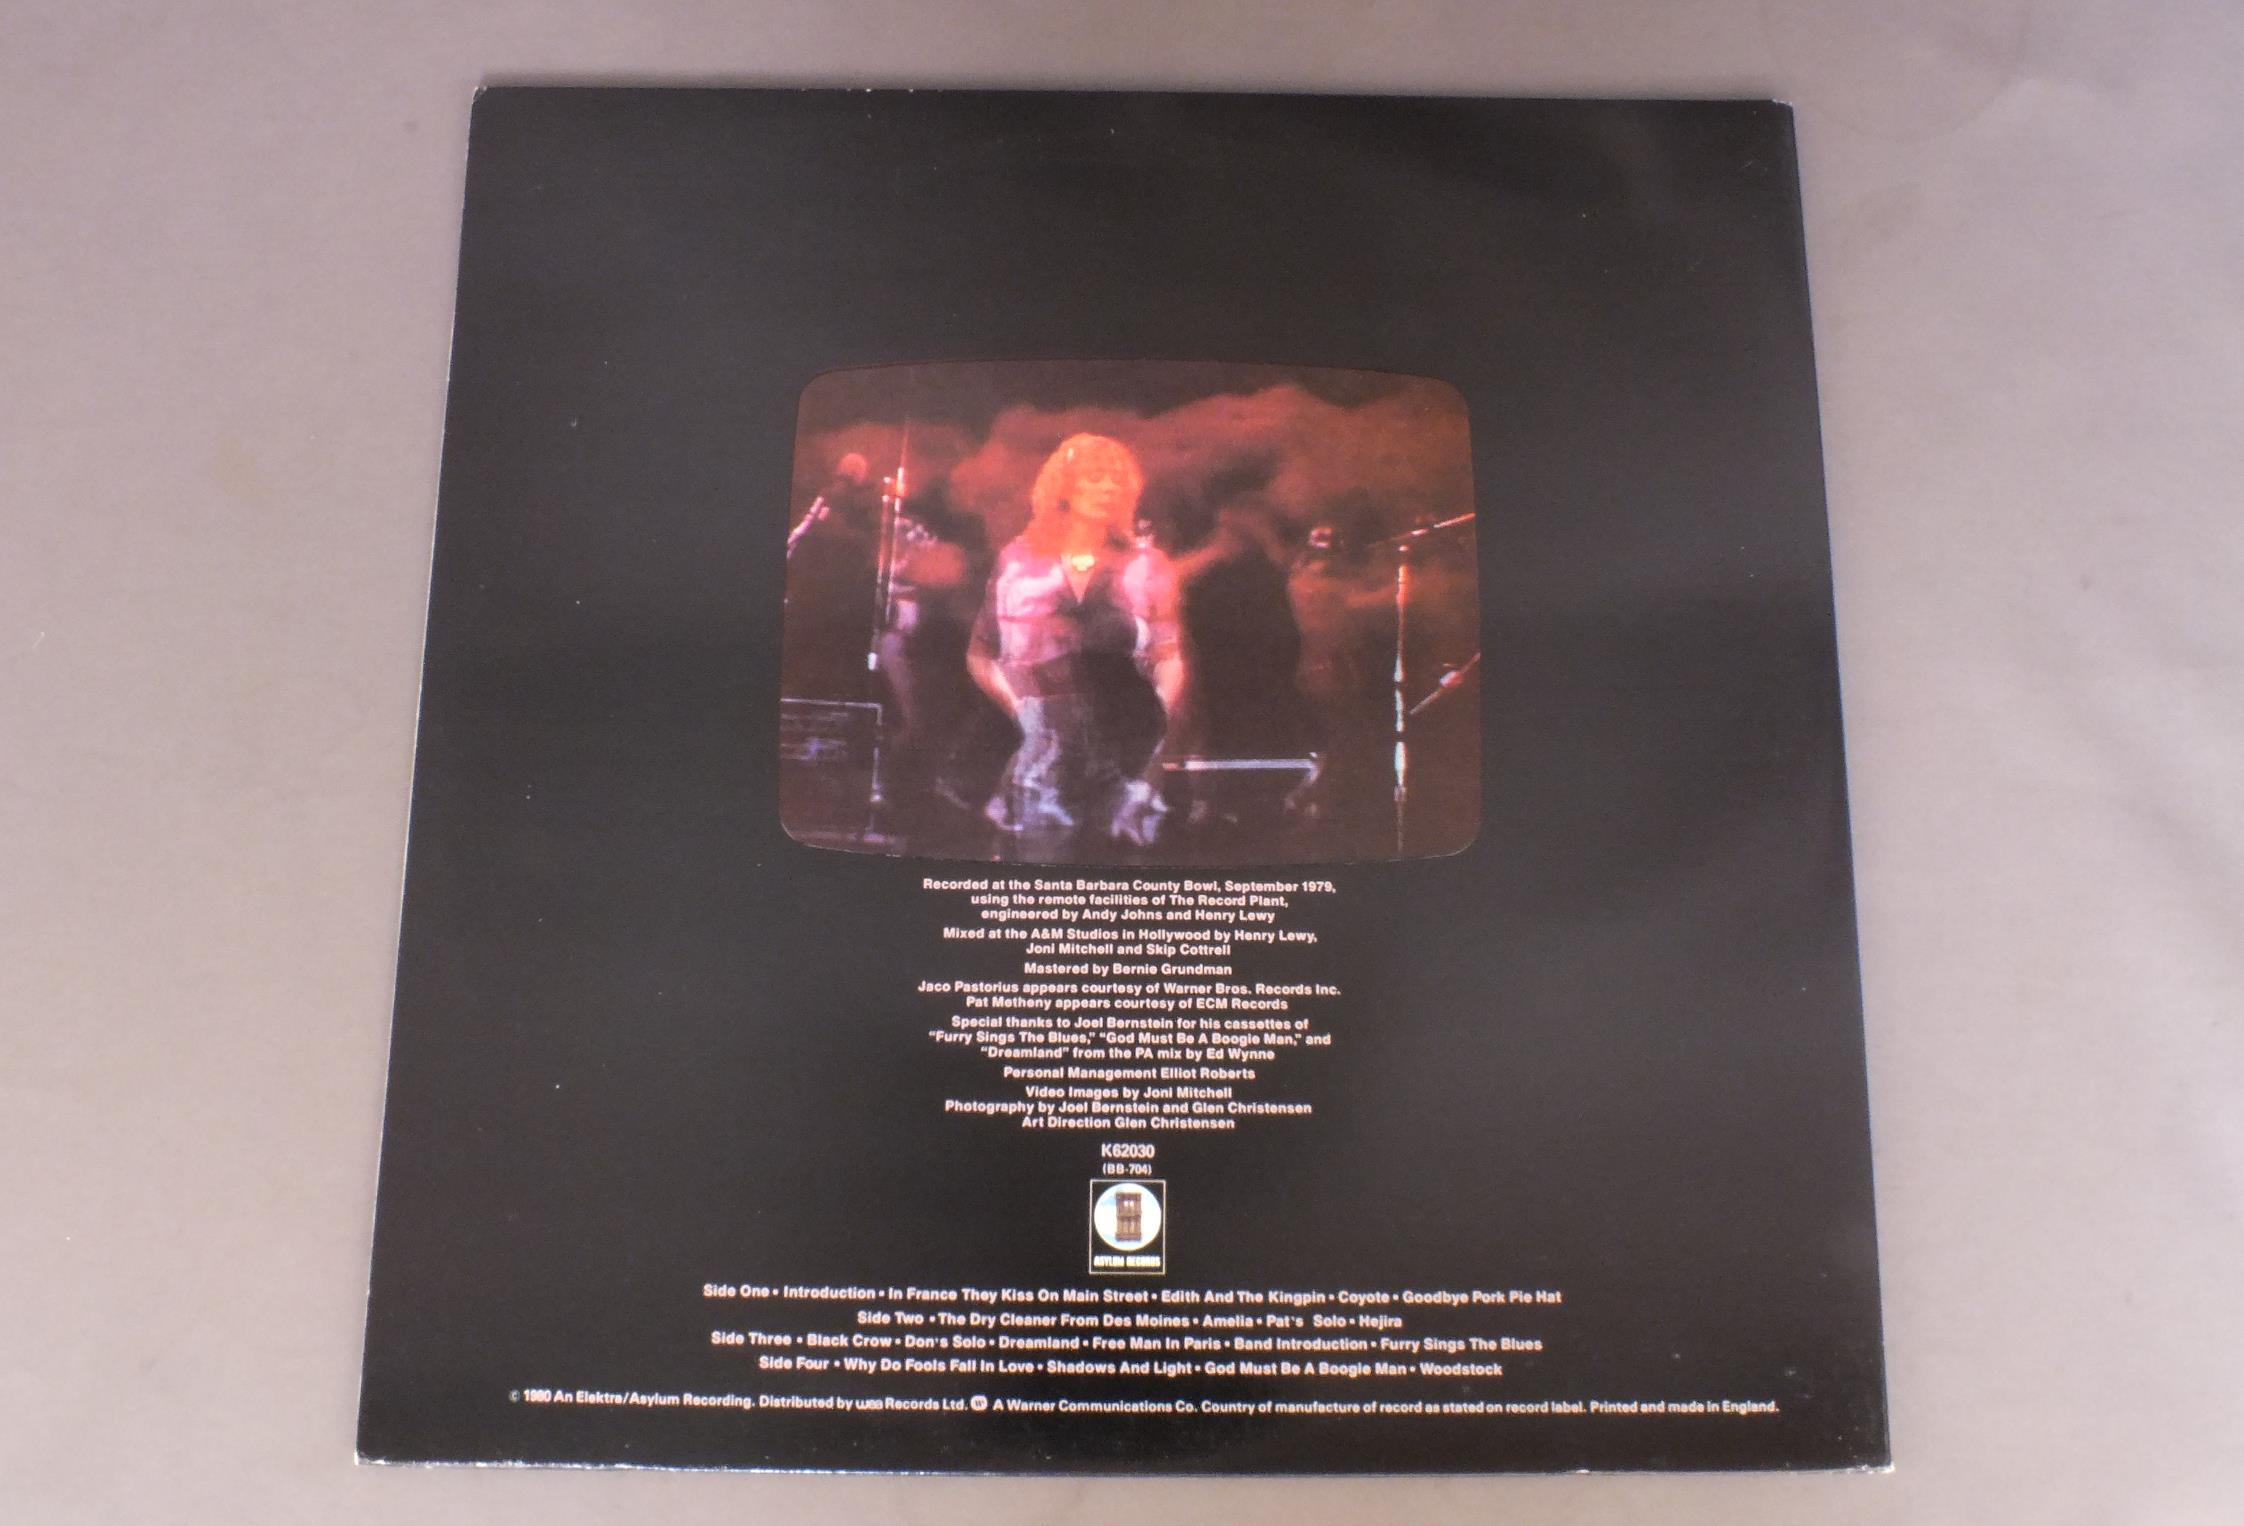 Recorded at the Santa Barbara County Bowl, September 1979,
using the remote facilities of The Record Plant,
engineered by Andy Johns and Henry Lewy
Mixed at the A&M Studios in Hollywood by Henry Lewy,
Joni Mitchell and Skip Cottrell
Mastered by Bernie Grundman
Jaco Pastorius appears courtesy of Warner Bros. Records Inc.
Pat Metheny appears courtesy of ECM Records
Special thanks to Joel Bernstein for his cassettes of
“Furry Sings The Blues,” “God Must Be A Boogie Man,” and
“Dreamland” from the PA mix by Ed Wynne
Personal Management Elliot Roberts
Video Images by Joni Mitchell
Photography by Joel Bernstein and Glen Christensen
Art Direction Glen Christensen
K62030
(BB-704)
ASYLUM RECORDS
Side One • Introduction • In France They Kiss On Main Street • Edith And The Kingpin • Coyote • Goodbye Pork Pie Hat
Side Two • The Dry Cleaner From Des Moines • Amelia • Pat's Solo • Hejira
Side Three • Black Crow • Don's Solo • Dreamland • Free Man In Paris • Band Introduction • Furry Sings The Blues
Side Four • Why Do Fools Fall In Love • Shadows And Light • God Must Be A Boogie Man • Woodstock
© 1980 An Elektra/Asylum Recording. Distributed by wea Records Ltd. A Warner Communications Co. Country of manufacture of record as stated on record label. Printed and made in England.